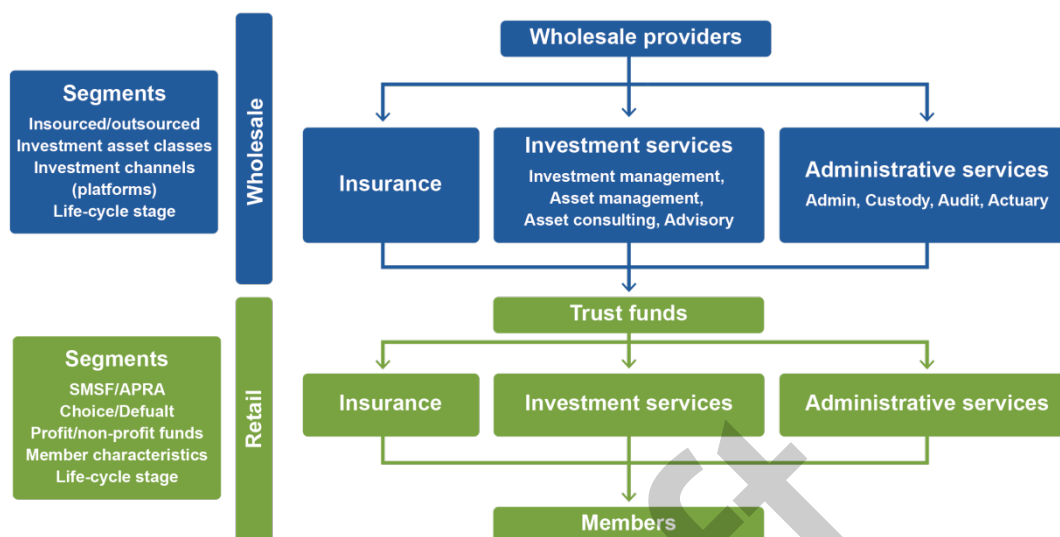 Wholesale providers
Segments
Insourced/outsourced
Investment asset classes
Investment channels
(platforms)
Life-cycle stage
Wholesale
Insurance
Investment services
Investment management,
Asset management,
Asset consulting, Advisory
Administrative services
Admin, Custody, Audit, Actuary
Trust funds
Segments
SMSF/APRA
Choice/Defualt
Profit/non-profit funds
Member characteristics
Life-cycle stage
Retail
Insurance
Investment services
Administrative services
Members
ft